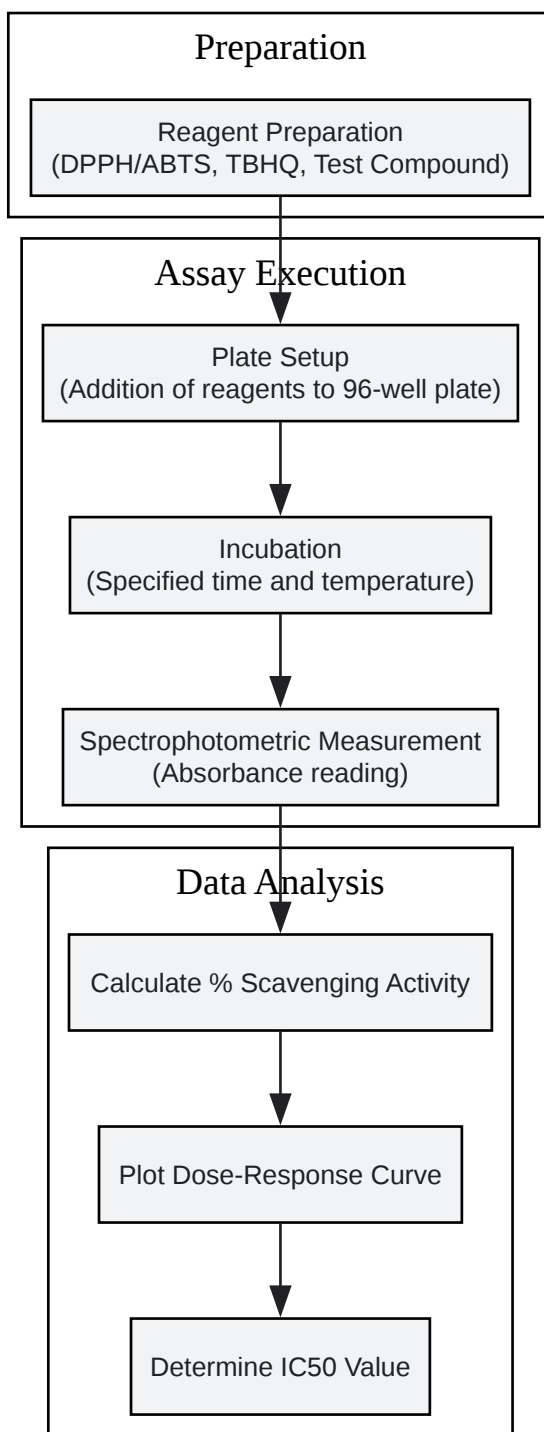 Preparation
Reagent Preparation
(DPPH/ABTS, TBHQ, Test Compound)
Assay Execution
Plate Setup
(Addition of reagents to 96-well plate)
Incubation
(Specified time and temperature)
Spectrophotometric Measurement
(Absorbance reading)
Data Analysis
Calculate % Scavenging Activity
Plot Dose-Response Curve
Determine IC50 Value